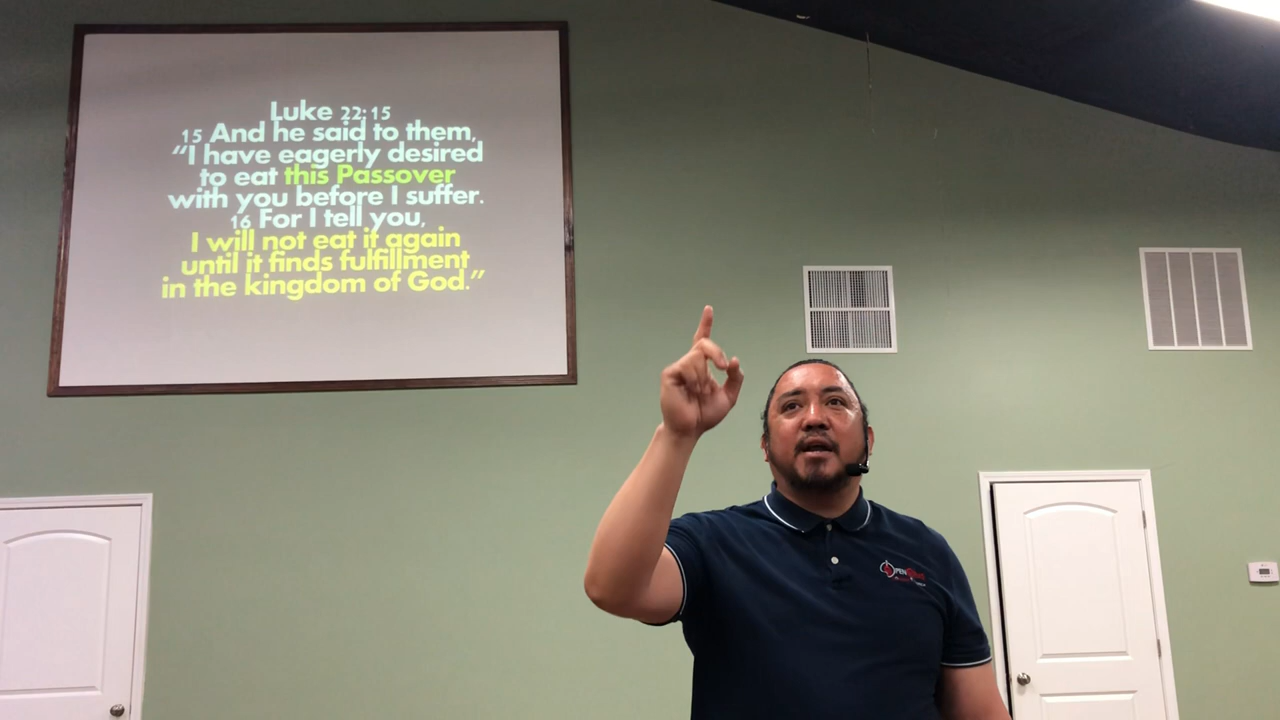 Luke 22:15
15 And he said to them,
“I have eagerly desired
to eat this Passover
with you before I suffer.
16 For I tell you,
I will not eat it again
until it finds fulfillment
in the kingdom of God.”